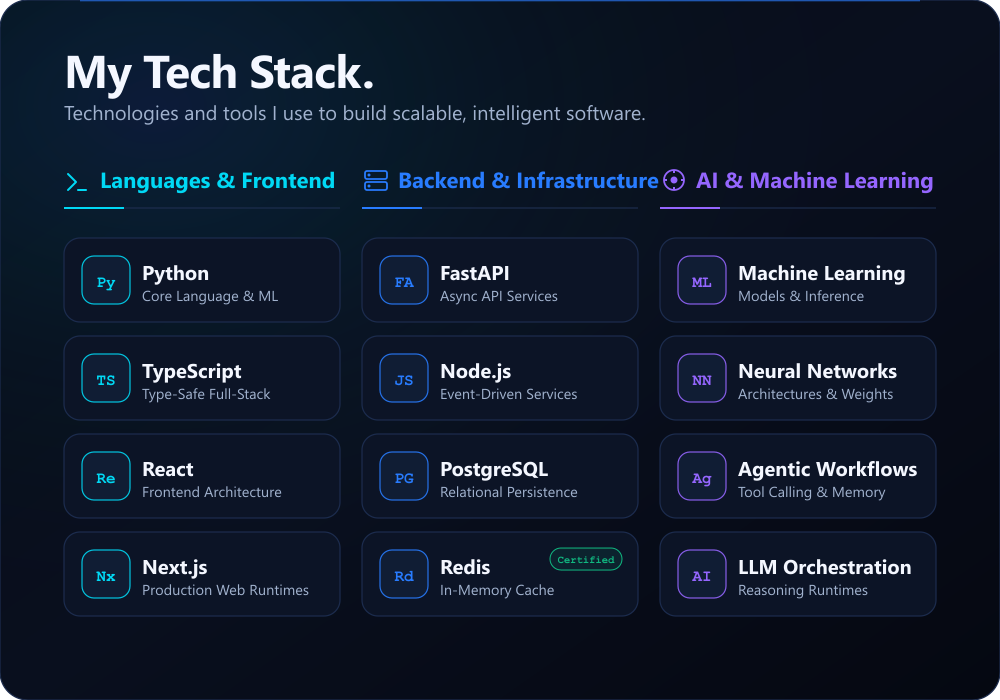 My Tech Stack.
Technologies and tools I use to build scalable, intelligent software.
Languages & Frontend
Py
Python
Core Language & ML
TS
TypeScript
Type-Safe Full-Stack
Re
React
Frontend Architecture
Nx
Next.js
Production Web Runtimes
Backend & Infrastructure
FA
FastAPI
Async API Services
JS
Node.js
Event-Driven Services
PG
PostgreSQL
Relational Persistence
Rd
Redis
In-Memory Cache
Certified
AI & Machine Learning
ML
Machine Learning
Models & Inference
NN
Neural Networks
Architectures & Weights
Ag
Agentic Workflows
Tool Calling & Memory
AI
LLM Orchestration
Reasoning Runtimes